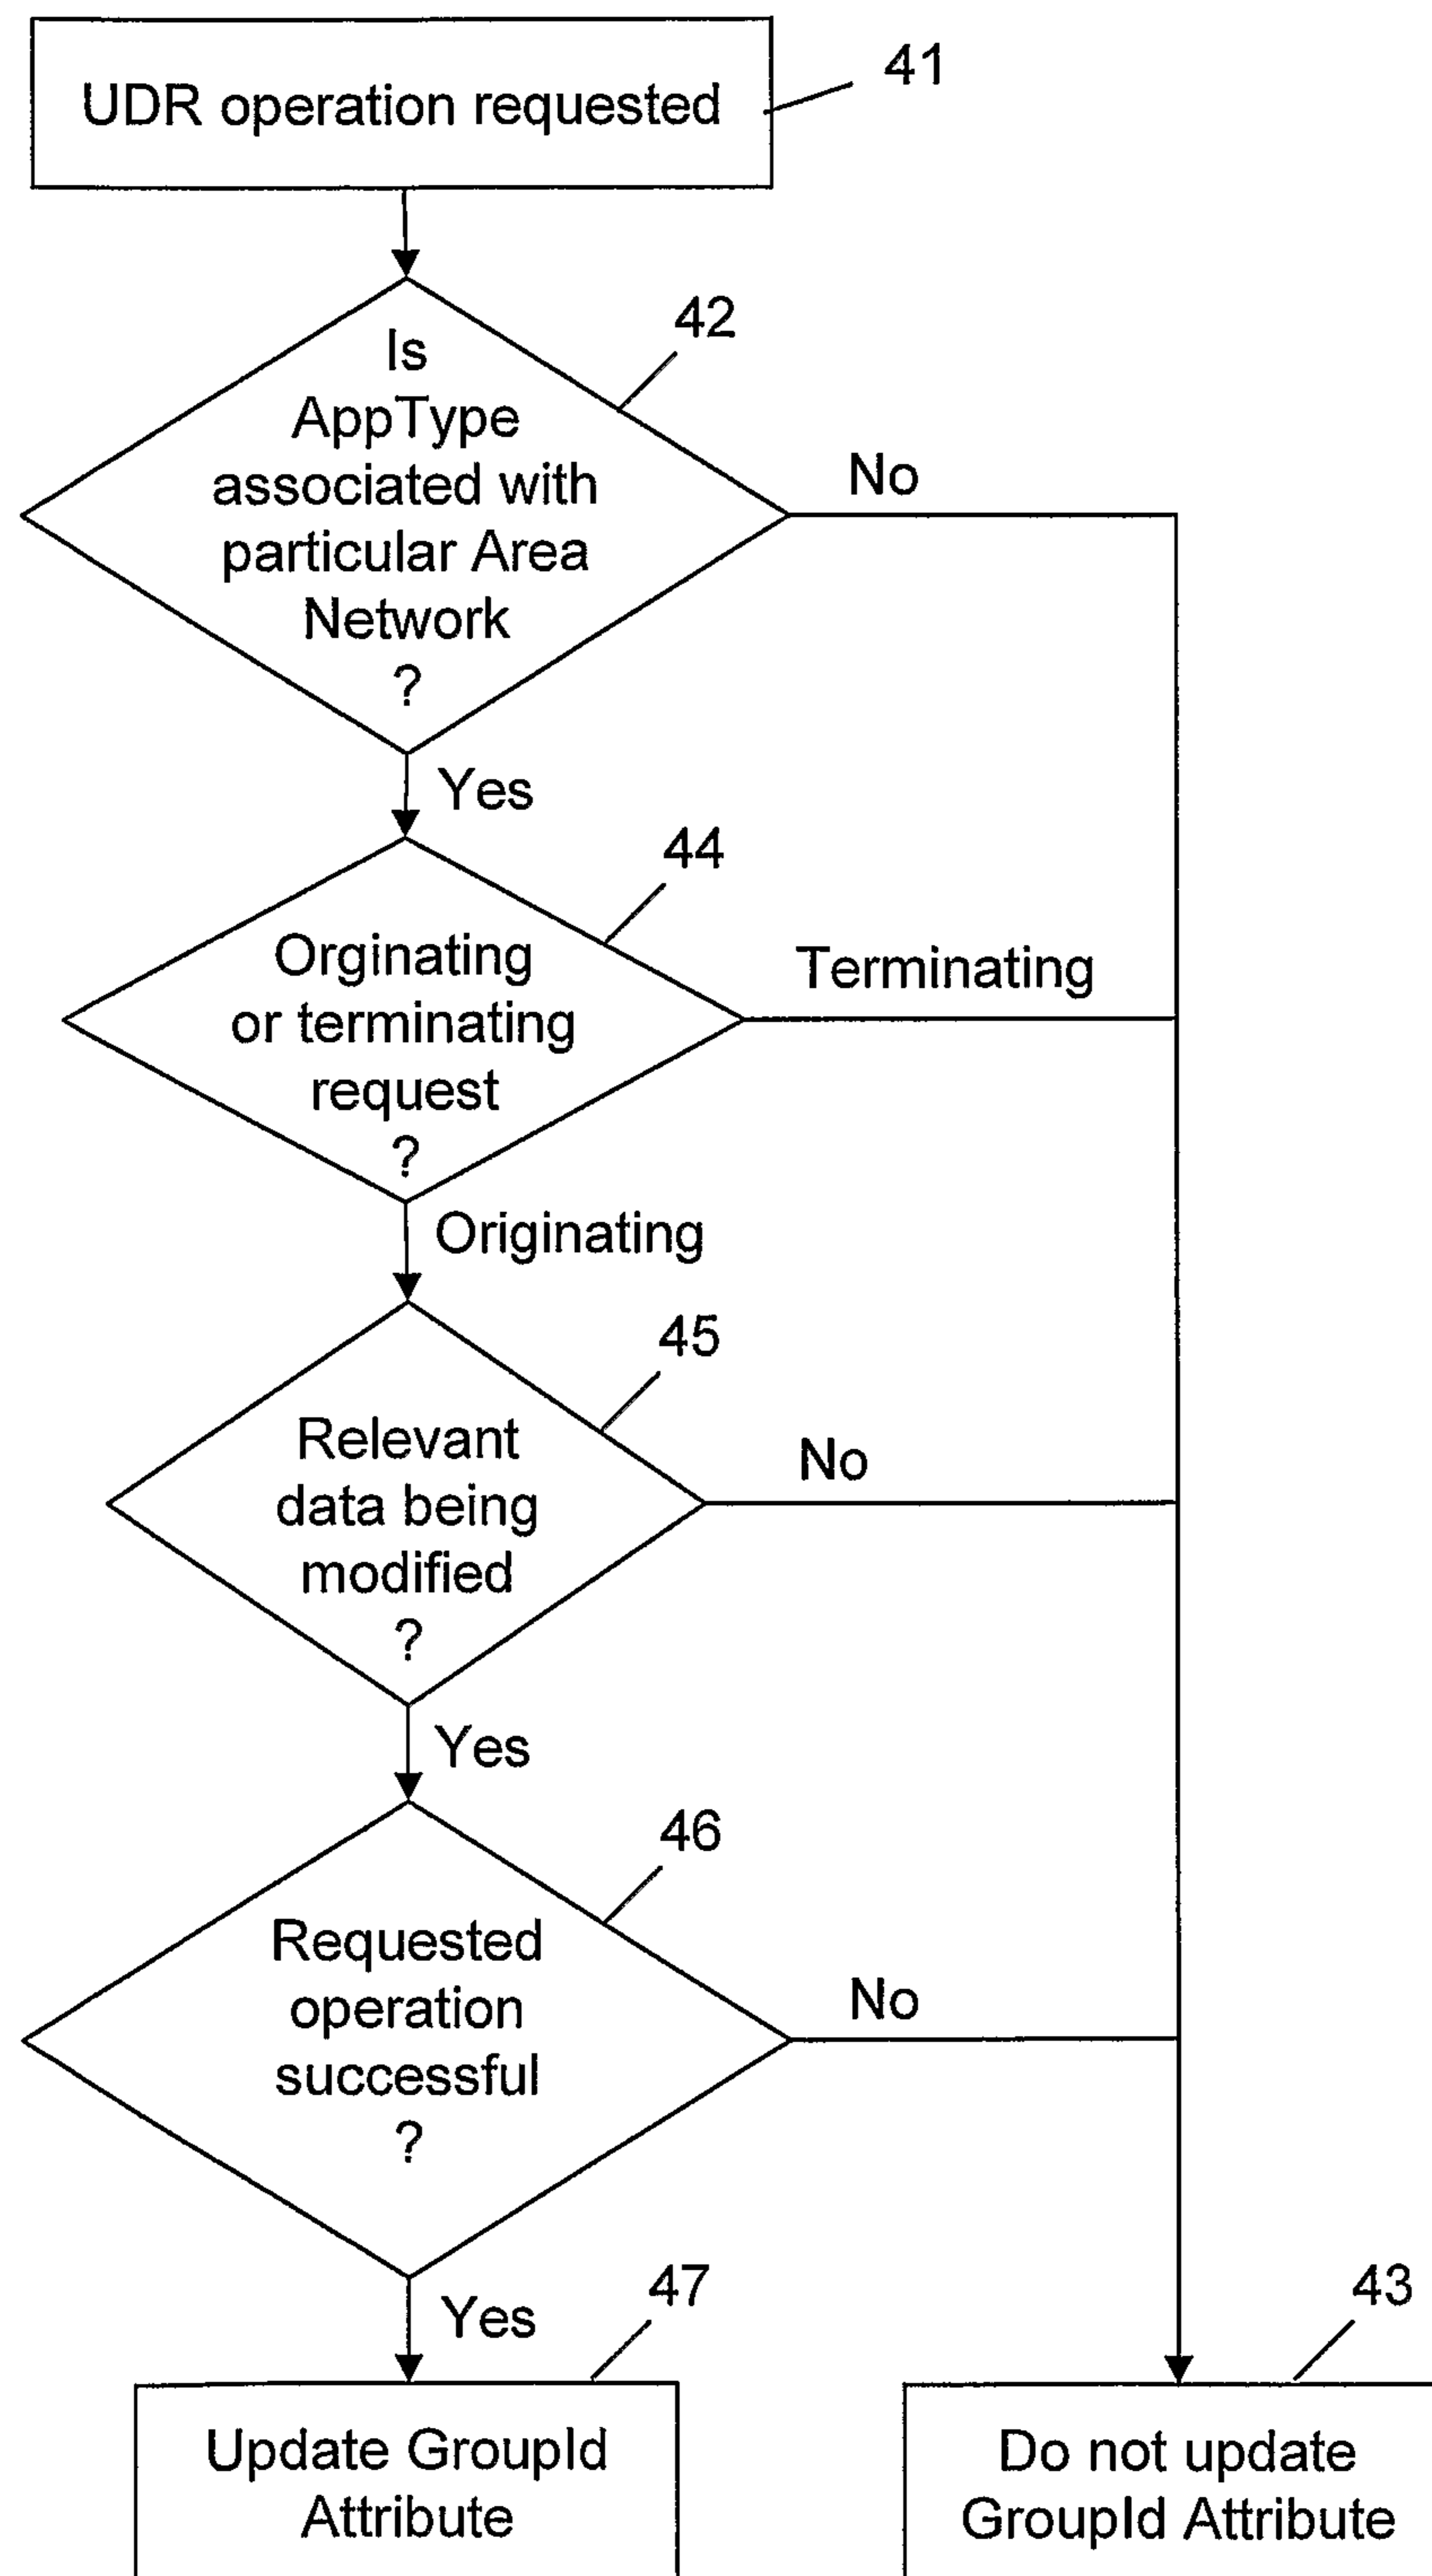 UDR operation requested
41
42
Is
AppType
associated with
particular Area
Network
?
No
Yes
44
Orginating
or terminating
request
?
Terminating
Originating
45
Relevant
data being
modified
?
No
Yes
46
Requested
operation
successful
?
No
Yes
47
43
Update GroupId
Attribute
Do not update
GroupId Attribute